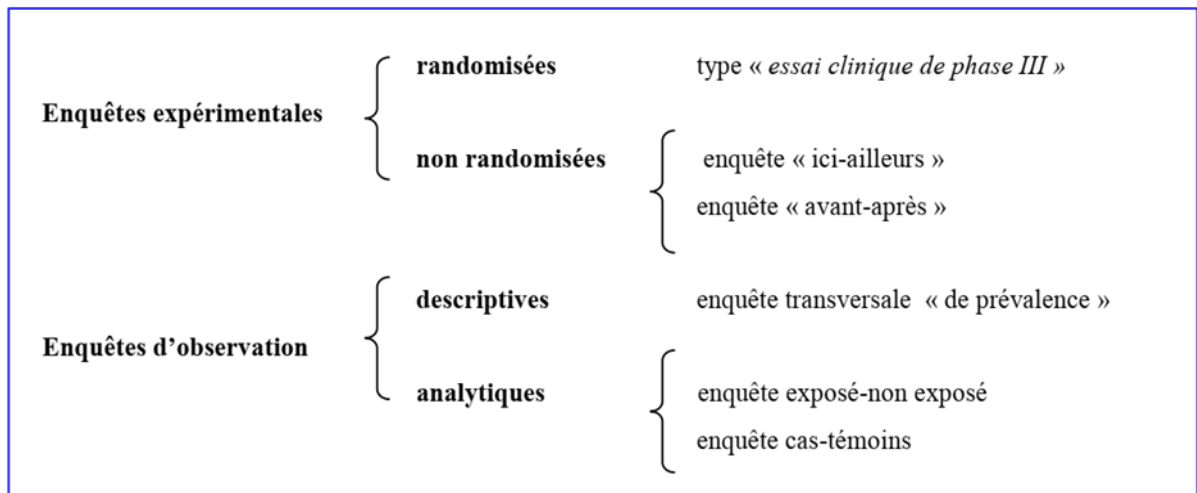 randomisées type « essai clinique de phase III »
Enquêtes expérimentales
non randomisées enquête « ici-ailleurs »
enquête « avant-après »
descriptives enquête transversale « de prévalence »
Enquêtes d’observation
analytiques enquête exposé-non exposé
enquête cas-témoins